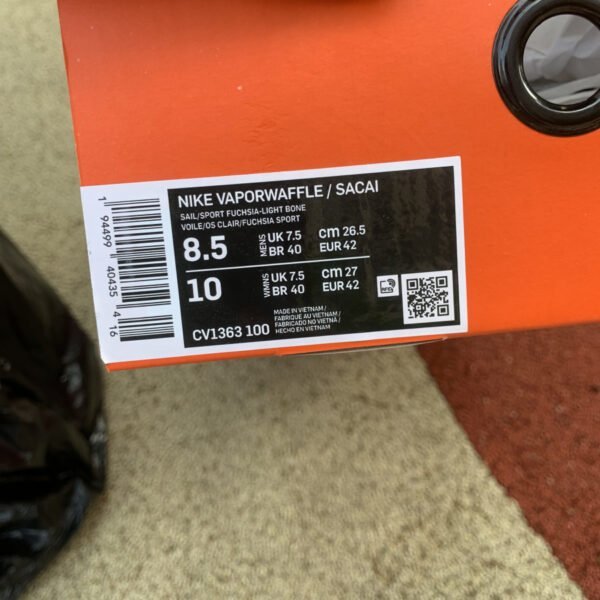 NIKE VAPORWAFFLE / SACAI
SAIL/SPORT FUCHSIA-LIGHT BONE
VOILE/OS CLAIR/FUCHSIA SPORT
8.5 MENS UK 7.5 cm 26.5
BR 40 EUR 42
10 WMNS UK 7.5 cm 27
BR 40 EUR 42
MADE IN VIETNAM /
FABRIQUE AU VIETNAM /
FABRICADO NO VIETNÃ /
HECHO EN VIETNAM
CV1363 100
1 94499 40435 4 16